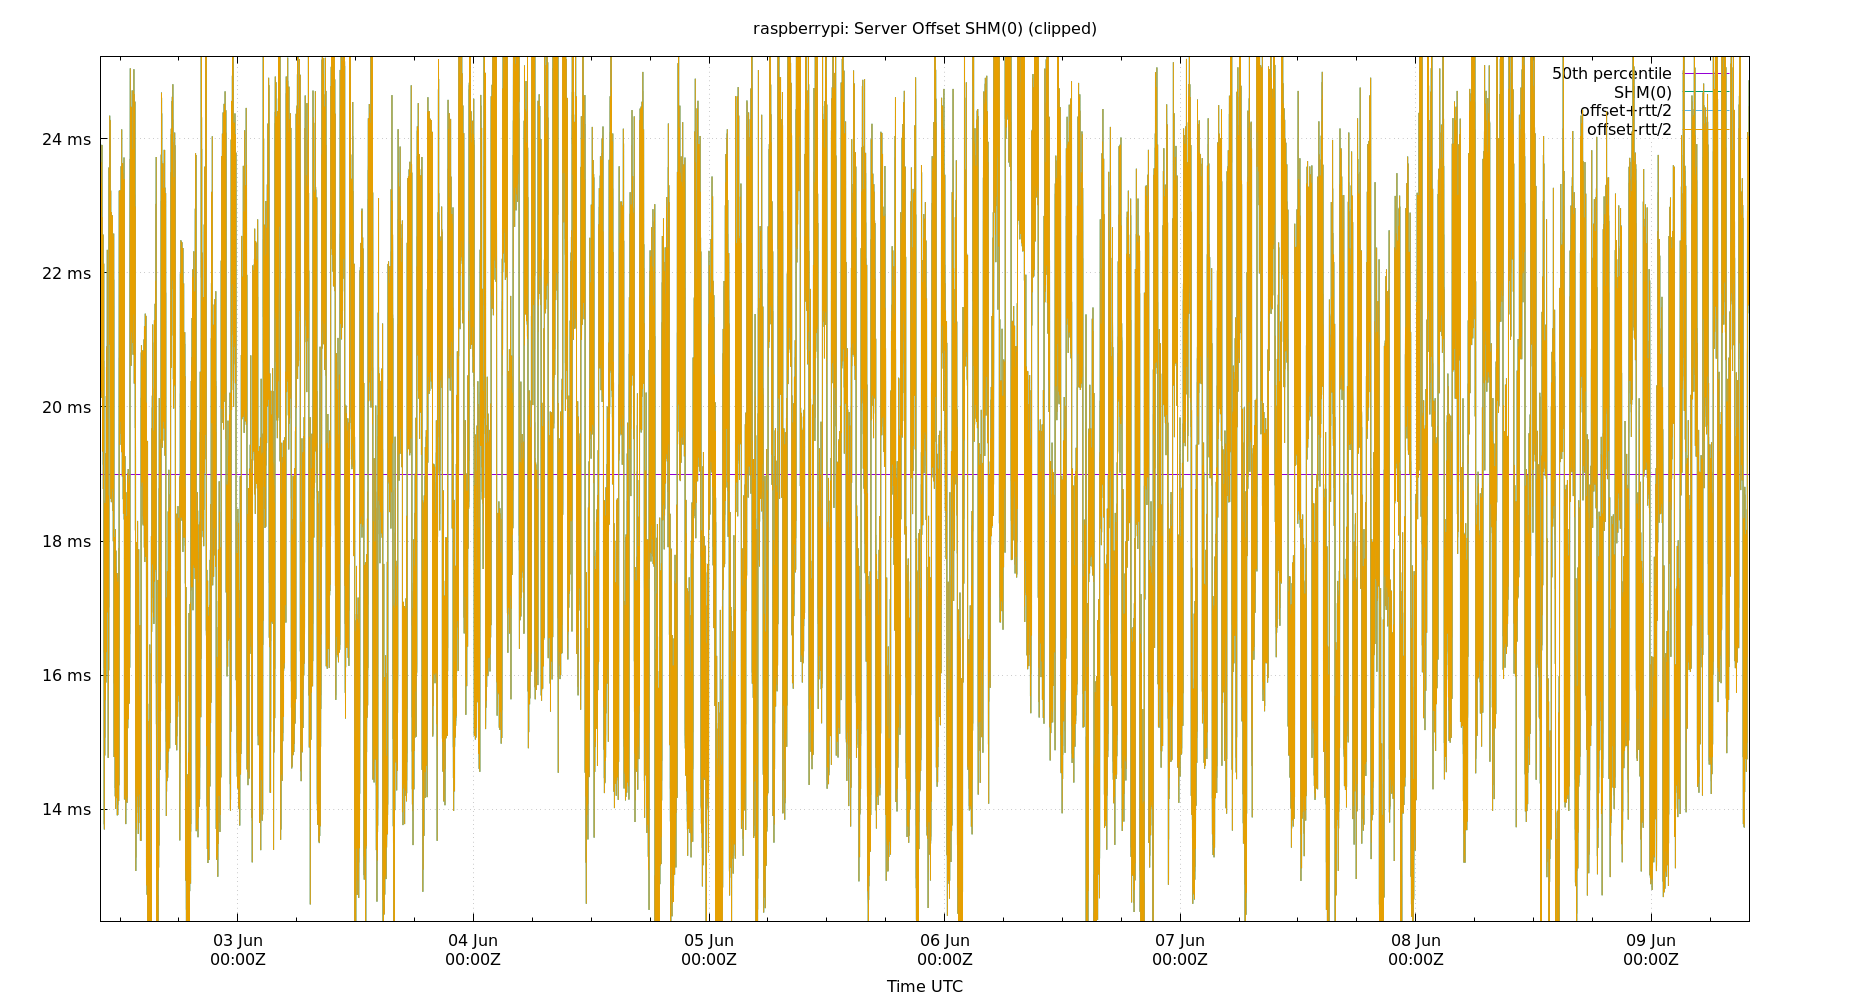 raspberrypi: Server Offset SHM(0) (clipped)
50th percentile
SHM(0)
offset+rtt/2
offset-rtt/2
24 ms
22 ms
20 ms
18 ms
16 ms
14 ms
03 Jun
00:00Z
04 Jun
00:00Z
05 Jun
00:00Z
06 Jun
00:00Z
07 Jun
00:00Z
08 Jun
00:00Z
09 Jun
00:00Z
Time UTC